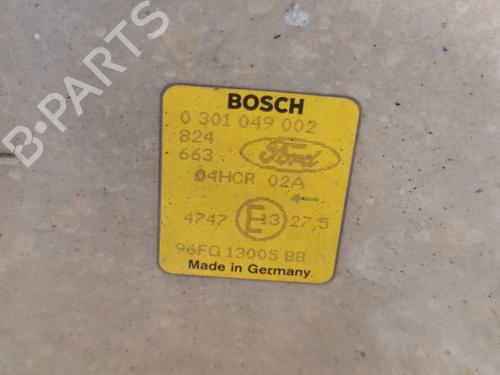 B-PARTS
BOSCH
0 301 049 002
824
663 Ford
04HCR 02A
←
4747 E 13 27,5
96FG 13005 BB
Made in Germany